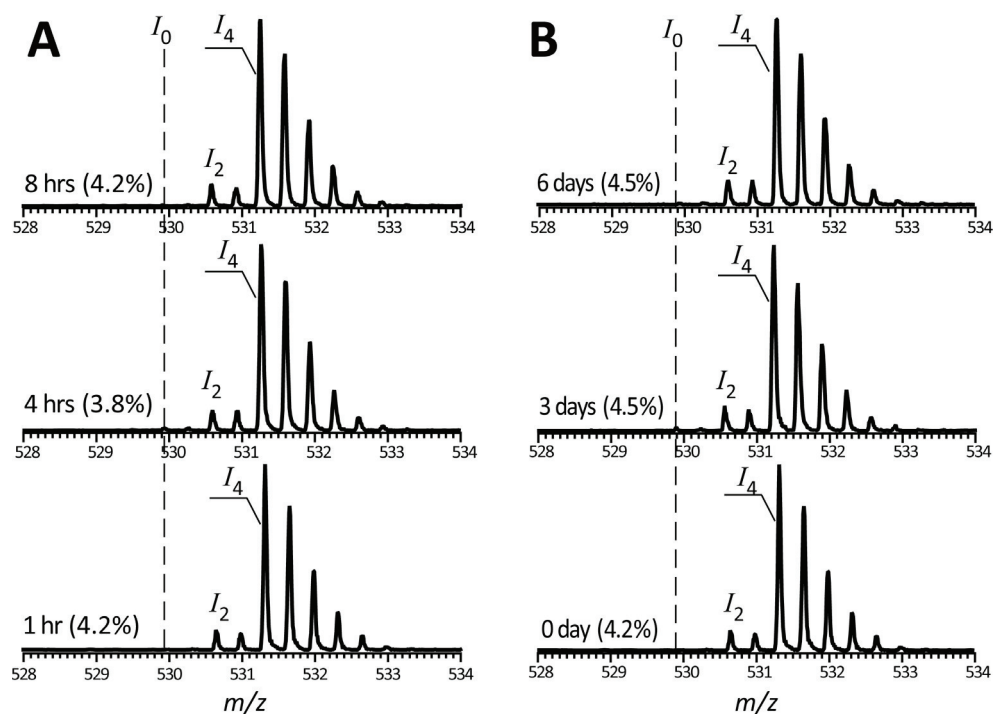 A
I0
I4
I2
8 hrs (4.2%)
528 529 530 531 532 533 534
I4
I2
4 hrs (3.8%)
528 529 530 531 532 533 534
I4
I2
1 hr (4.2%)
528 529 530 531 532 533 534
m/z
B
I0
I4
I2
6 days (4.5%)
528 529 530 531 532 533 534
I4
I2
3 days (4.5%)
528 529 530 531 532 533 534
I4
I2
0 day (4.2%)
528 529 530 531 532 533 534
m/z